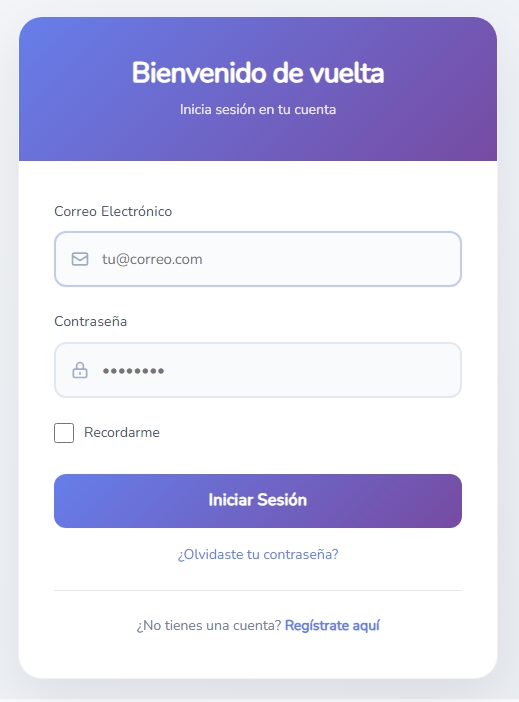 Bienvenido de vuelta
Inicia sesión en tu cuenta
Correo Electrónico
tu@correo.com
Contraseña
••••••••
Recordarme
Iniciar Sesión
¿Olvidaste tu contraseña?
¿No tienes una cuenta? Regístrate aquí